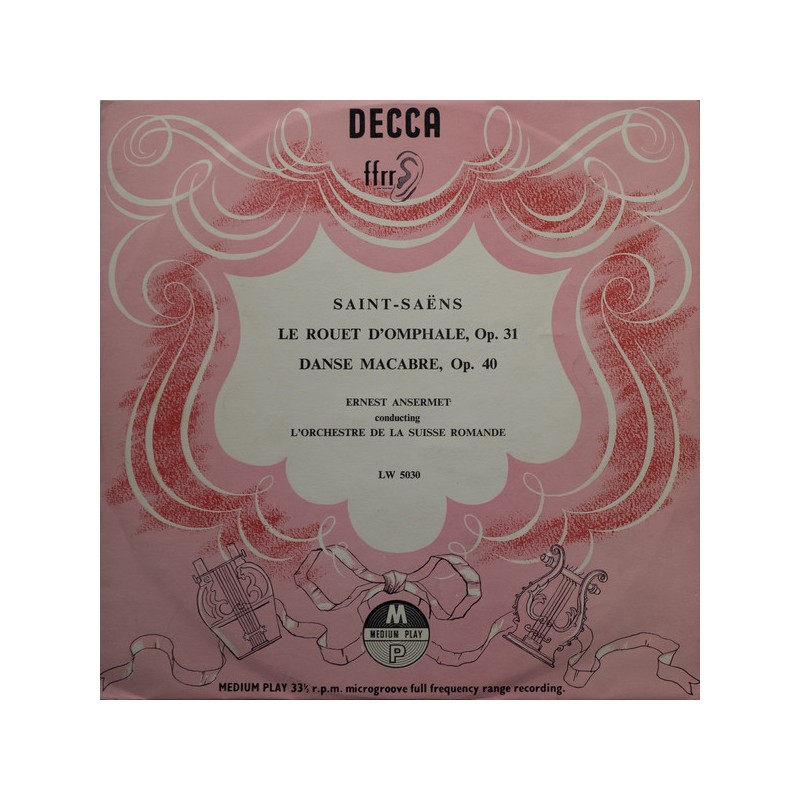 DECCA
ffrr
SAINT-SAËNS
LE ROUET D'OMPHALE, Op. 31
DANSE MACABRE, Op. 40
ERNEST ANSERMET
conducting
L'ORCHESTRE DE LA SUISSE ROMANDE
LW 5030
M
MEDIUM PLAY
P
MEDIUM PLAY 33⅓ r.p.m. microgroove full frequency range recording.